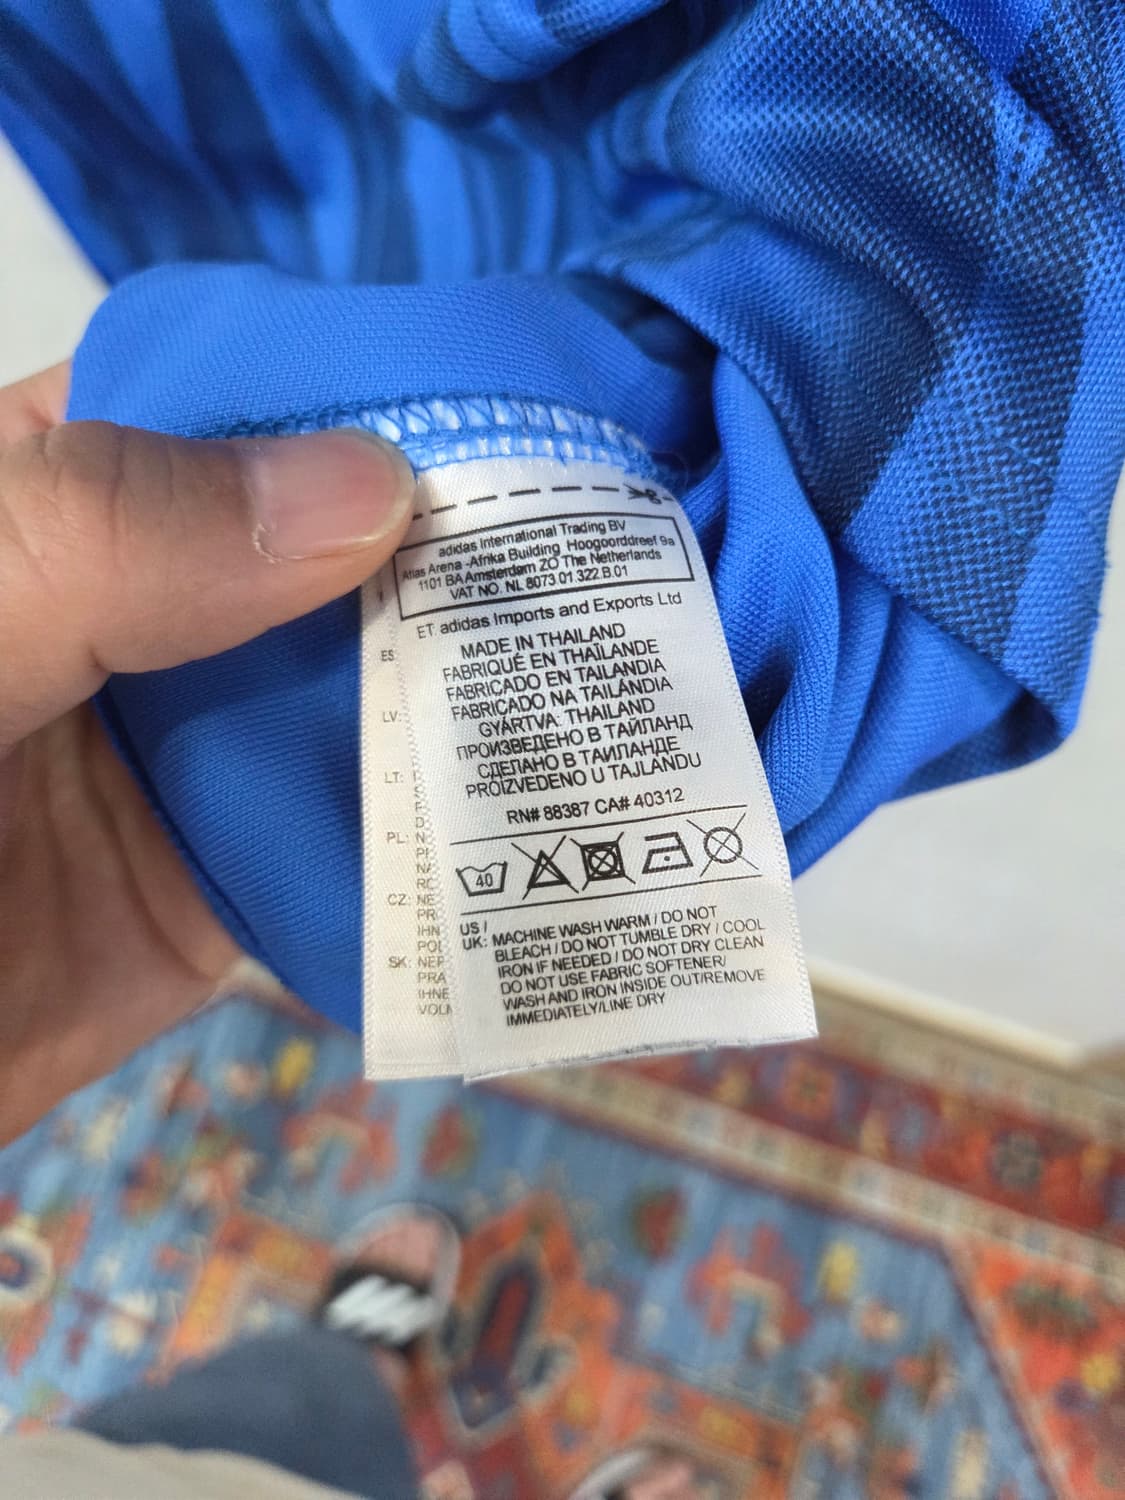 adidas International Trading BV
Atlas Arena -Afrika Building Hoogoorddreef 9a
1101 BA Amsterdam ZO The Netherlands
VAT NO. NL 8073.01.322.B.01
ET. adidas Imports and Exports Ltd
MADE IN THAILAND
FABRIQUÉ EN THAÏLANDE
FABRICADO EN TAILANDIA
FABRICADO NA TAILÂNDIA
GYÁRTVA: THAILAND
ПРОИЗВЕДЕНО В ТАЙЛАНД
СДЕЛАНО В ТАИЛАНДЕ
PROIZVEDENO U TAJLANDU
RN# 88387 CA# 40312
40
US /
UK: MACHINE WASH WARM / DO NOT
BLEACH / DO NOT TUMBLE DRY / COOL
IRON IF NEEDED / DO NOT DRY CLEAN
DO NOT USE FABRIC SOFTENER/
WASH AND IRON INSIDE OUT/REMOVE
IMMEDIATELY/LINE DRY
ES
LV:
LT:
PL:
CZ:
SK: